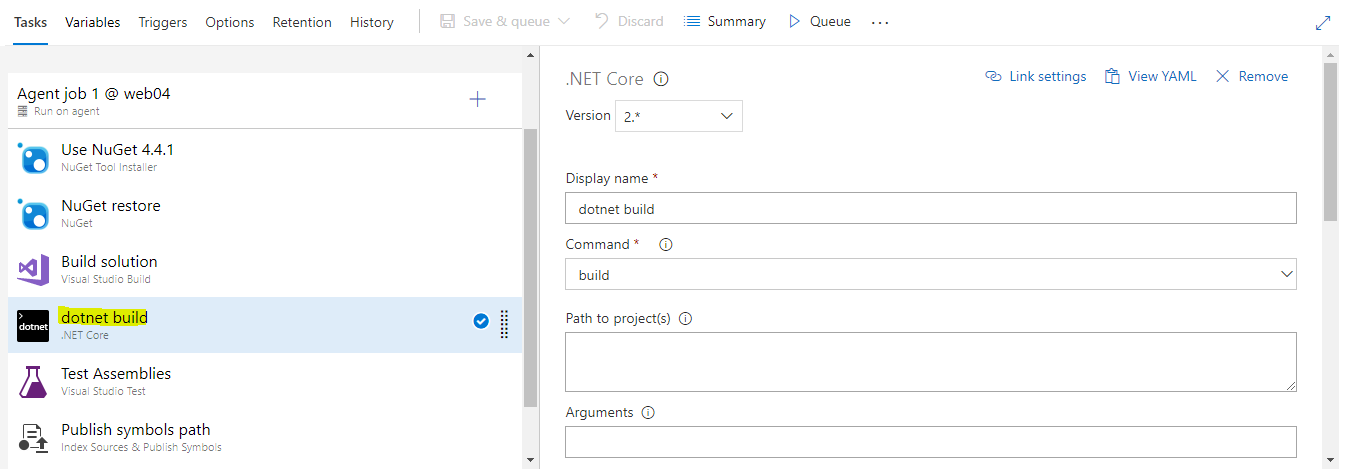 Tasks Variables Triggers Options Retention History Save & queue Discard Summary Queue ...
Agent job 1 @ web04
Run on agent
Use NuGet 4.4.1
NuGet Tool Installer
NuGet restore
NuGet
Build solution
Visual Studio Build
dotnet
dotnet build
.NET Core
Test Assemblies
Visual Studio Test
Publish symbols path
Index Sources & Publish Symbols
.NET Core Link settings View YAML Remove
Version 2.*
Display name *
dotnet build
Command *
build
Path to project(s)
Arguments